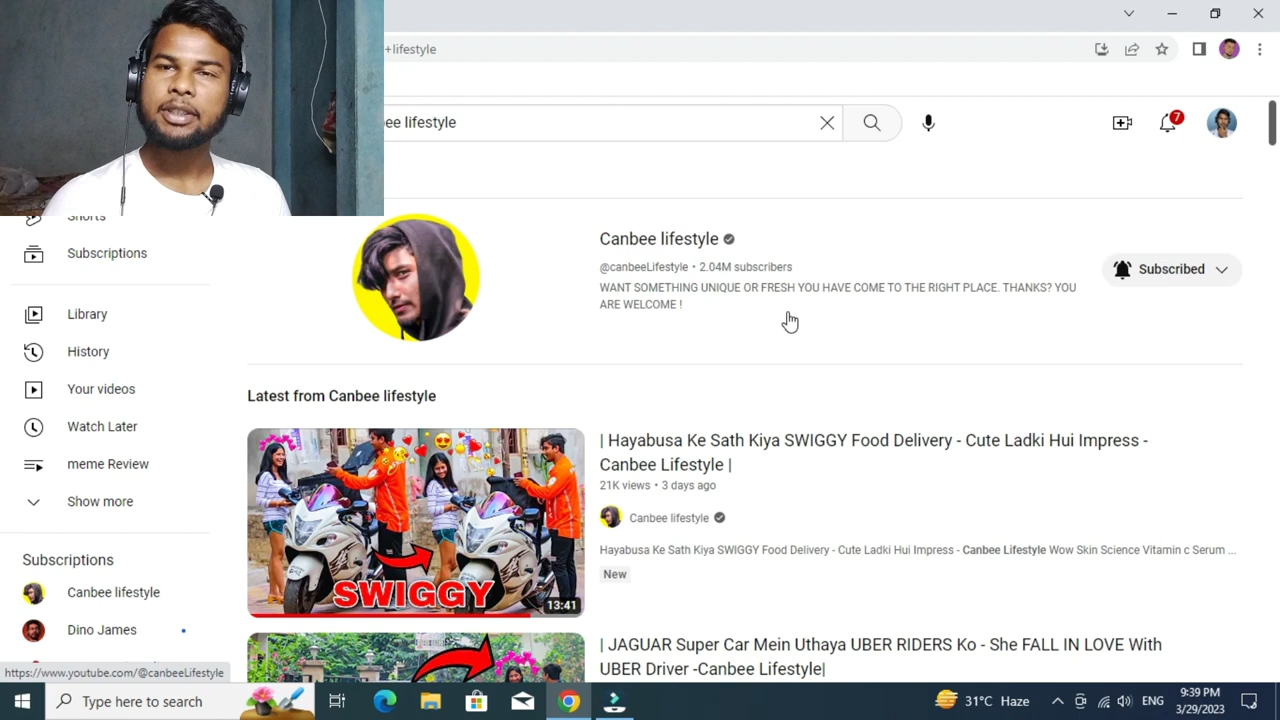 +lifestyle
ee lifestyle
7
Shorts
Subscriptions
Library
History
Your videos
Watch Later
meme Review
Show more
Subscriptions
Canbee lifestyle
Dino James
https://www.youtube.com/@canbeeLifestyle
Canbee lifestyle
@canbeeLifestyle • 2.04M subscribers
WANT SOMETHING UNIQUE OR FRESH YOU HAVE COME TO THE RIGHT PLACE. THANKS? YOU
ARE WELCOME !
Subscribed
Latest from Canbee lifestyle
SWIGGY
13:41
| Hayabusa Ke Sath Kiya SWIGGY Food Delivery - Cute Ladki Hui Impress -
Canbee Lifestyle |
21K views • 3 days ago
Canbee lifestyle
Hayabusa Ke Sath Kiya SWIGGY Food Delivery - Cute Ladki Hui Impress - Canbee Lifestyle Wow Skin Science Vitamin c Serum ...
New
| JAGUAR Super Car Mein Uthaya UBER RIDERS Ko - She FALL IN LOVE With
UBER Driver -Canbee Lifestyle|
Type here to search
31°C Haze
ENG
9:39 PM
3/29/2023